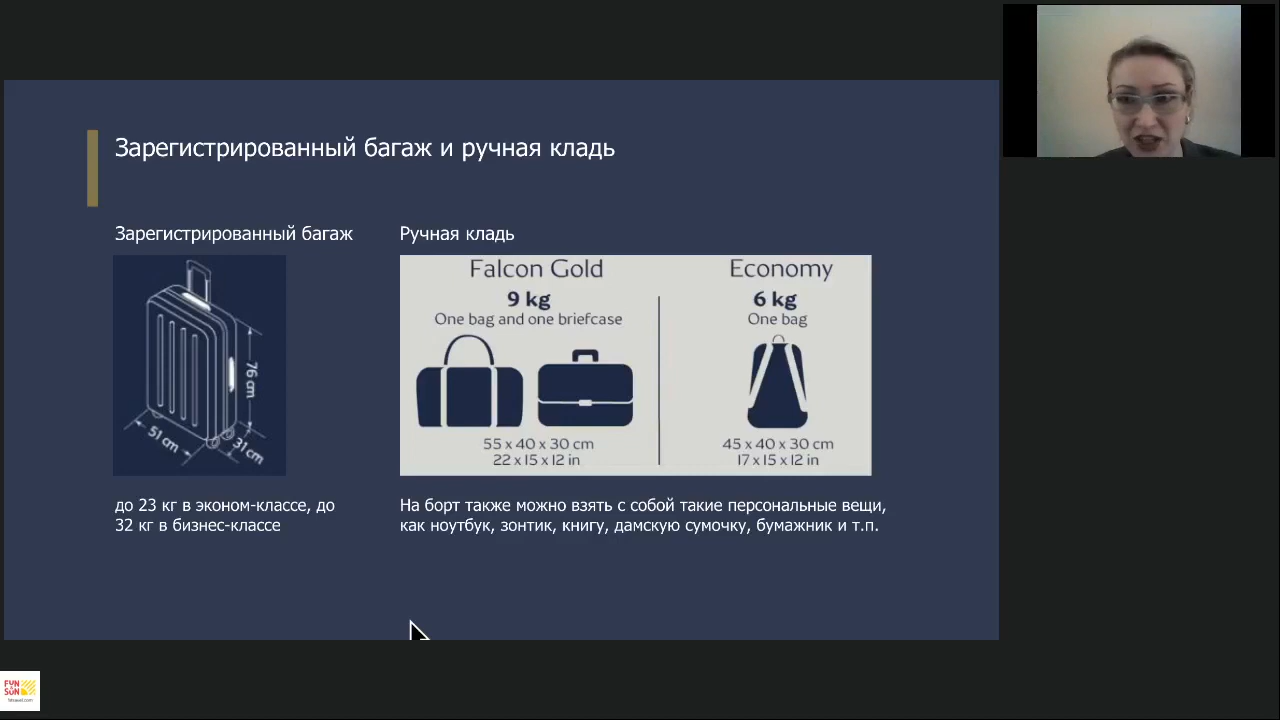 Зарегистрированный багаж и ручная кладь
Зарегистрированный багаж
Ручная кладь
76 cm
51 cm
31 cm
Falcon Gold
9 kg
One bag and one briefcase
55 x 40 x 30 cm
22 x 15 x 12 in
Economy
6 kg
One bag
45 x 40 x 30 cm
17 x 15 x 12 in
до 23 кг в эконом-классе, до
32 кг в бизнес-классе
На борт также можно взять с собой такие персональные вещи,
как ноутбук, зонтик, книгу, дамскую сумочку, бумажник и т.п.
FUN
SUN